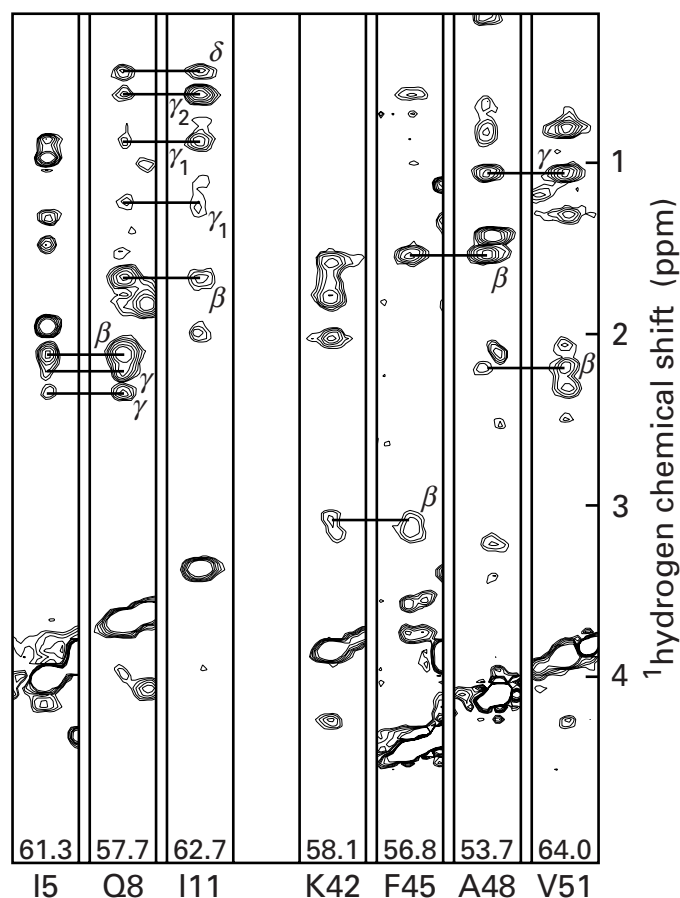 δ
γ2
γ1
γ1
β
β
γ
γ
β
γ
β
β
1
2
3
4
1hydrogen chemical shift (ppm)
61.3 57.7 62.7 58.1 56.8 53.7 64.0
I5 Q8 I11 K42 F45 A48 V51